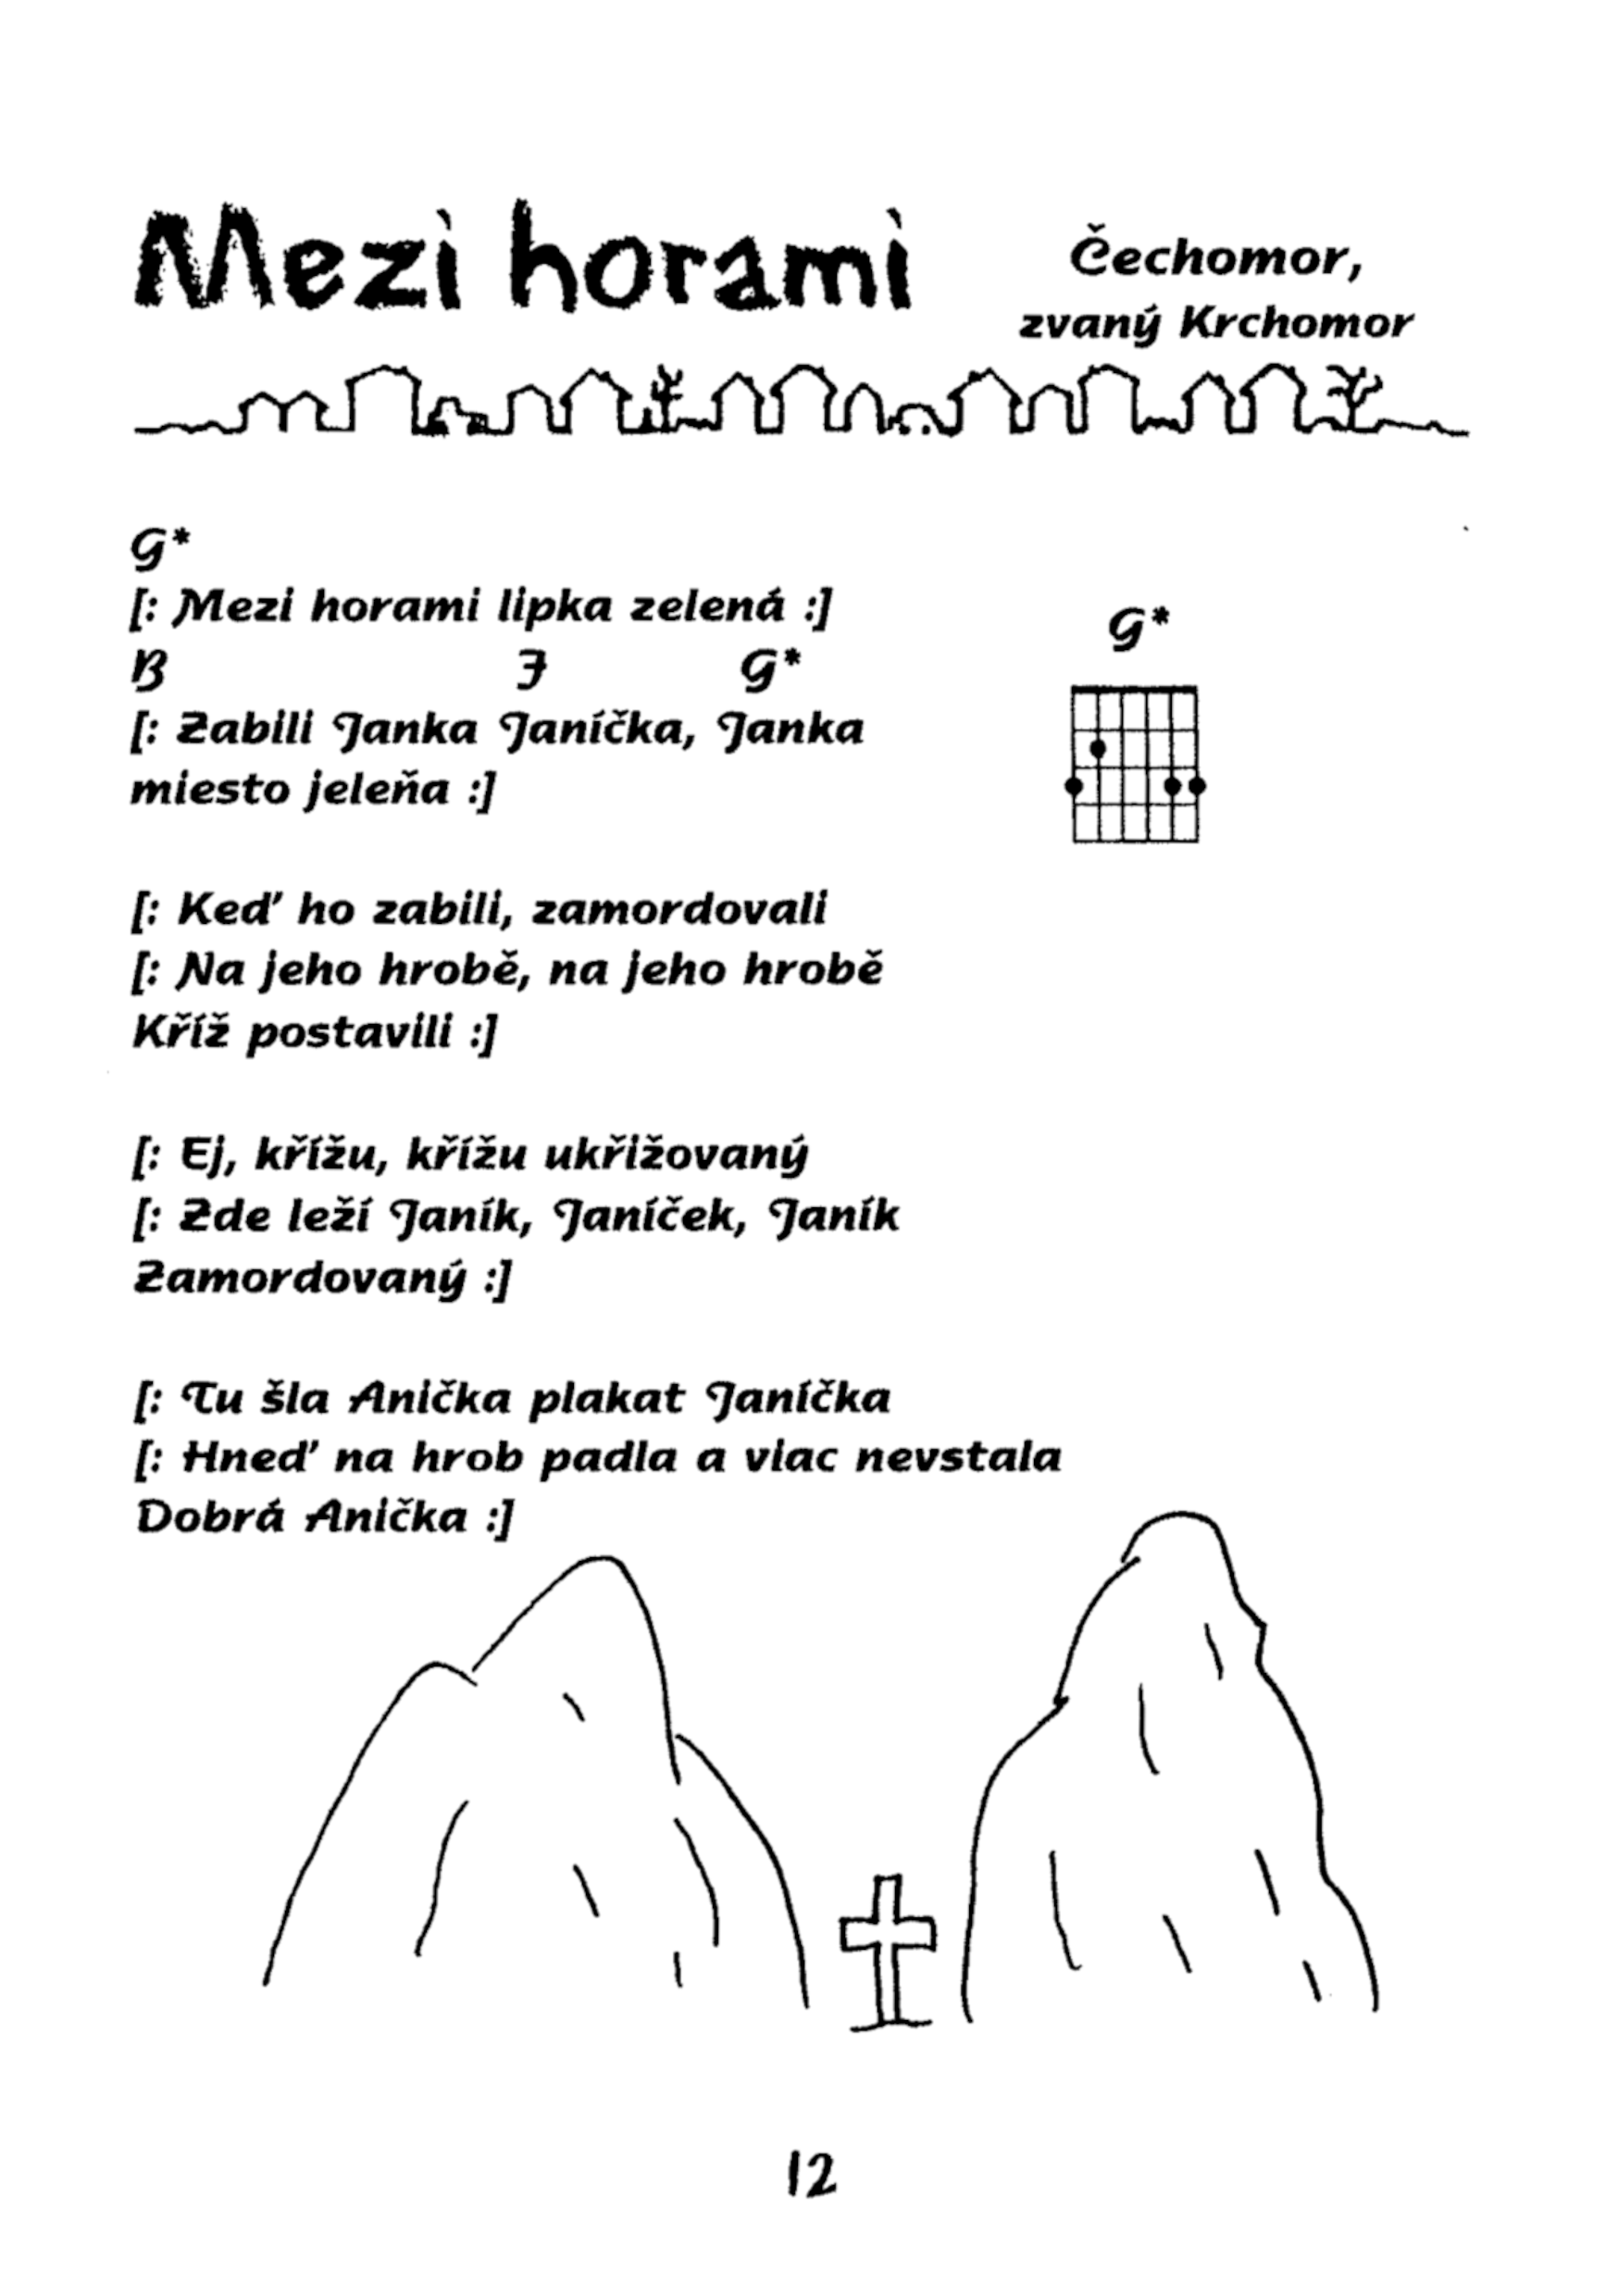 Mezi horami
Čechomor,
zvaný Krchomor
G*
[: Mezi horami lipka zelená :]
B F G*
[: Zabili Janka Janíčka, Janka
miesto jeleňa :]
G*
[: Keď ho zabili, zamordovali
[: Na jeho hrobě, na jeho hrobě
Kříž postavili :]
[: Ej, křížu, křížu ukřižovaný
[: Zde leží Janík, Janíček, Janík
Zamordovaný :]
[: Tu šla Anička plakat Janíčka
[: Hneď na hrob padla a viac nevstala
Dobrá Anička :]
12